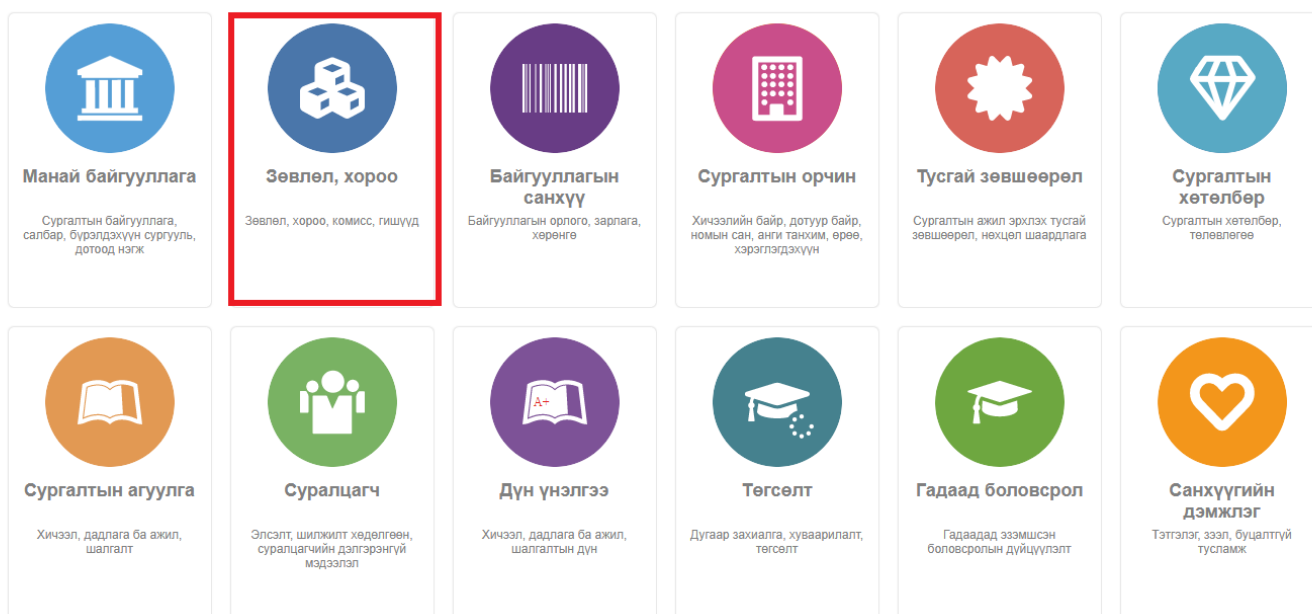 Манай байгууллага
Сургалтын байгууллага,
салбар, бүрэлдэхүүн сургууль,
дотоод нэгж
Зөвлөл, хороо
Зөвлөл, хороо, комисс, гишүүд
Байгууллагын
санхүү
Байгууллагын орлого, зарлага,
хөрөнгө
Сургалтын орчин
Хичээлийн байр, дотуур байр,
номын сан, анги танхим, өрөө,
хэрэглэгдэхүүн
Тусгай зөвшөөрөл
Сургалтын ажил эрхлэх тусгай
зөвшөөрөл, нөхцөл шаардлага
Сургалтын
хөтөлбөр
Сургалтын хөтөлбөр,
төлөвлөгөө
Сургалтын агуулга
Хичээл, дадлага ба ажил,
шалгалт
Суралцагч
Элсэлт, шилжилт хөдөлгөөн,
суралцагчийн дэлгэрэнгүй
мэдээлэл
A+
Дүн үнэлгээ
Хичээл, дадлага ба ажил,
шалгалтын дүн
Төгсөлт
Дугаар захиалга, хуваарилалт,
төгсөлт
Гадаад боловсрол
Гадаадад эзэмшсэн
боловсролын дүйцүүлэлт
Санхүүгийн
дэмжлэг
Тэтгэлэг, зээл, буцалтгүй
тусламж